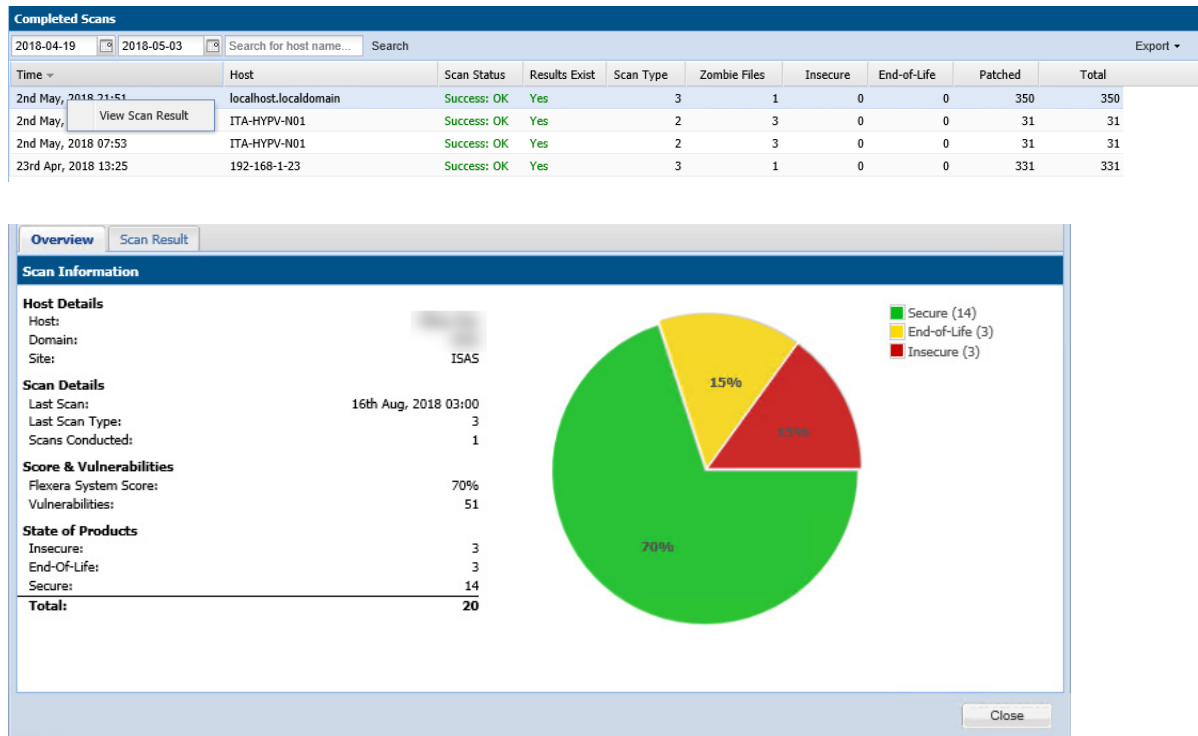 Completed Scans
2018-04-19 2018-05-03 Search for host name... Search Export
Time Host Scan Status Results Exist Scan Type Zombie Files Insecure End-of-Life Patched Total
2nd May, 2018 21:51 localhost.localdomain Success: OK Yes 3 1 0 0 350 350
View Scan Result
2nd May, ITA-HYPV-N01 Success: OK Yes 2 3 0 0 31 31
2nd May, 2018 07:53 ITA-HYPV-N01 Success: OK Yes 2 3 0 0 31 31
23rd Apr, 2018 13:25 192-168-1-23 Success: OK Yes 3 1 0 0 331 331
Overview Scan Result
Scan Information
Host Details
Host:
Domain:
Site: ISAS
Scan Details
Last Scan: 16th Aug, 2018 03:00
Last Scan Type: 3
Scans Conducted: 1
Score & Vulnerabilities
Flexera System Score: 70%
Vulnerabilities: 51
State of Products
Insecure: 3
End-Of-Life: 3
Secure: 14
Total: 20
Secure (14)
End-of-Life (3)
Insecure (3)
15%
15%
70%
Close